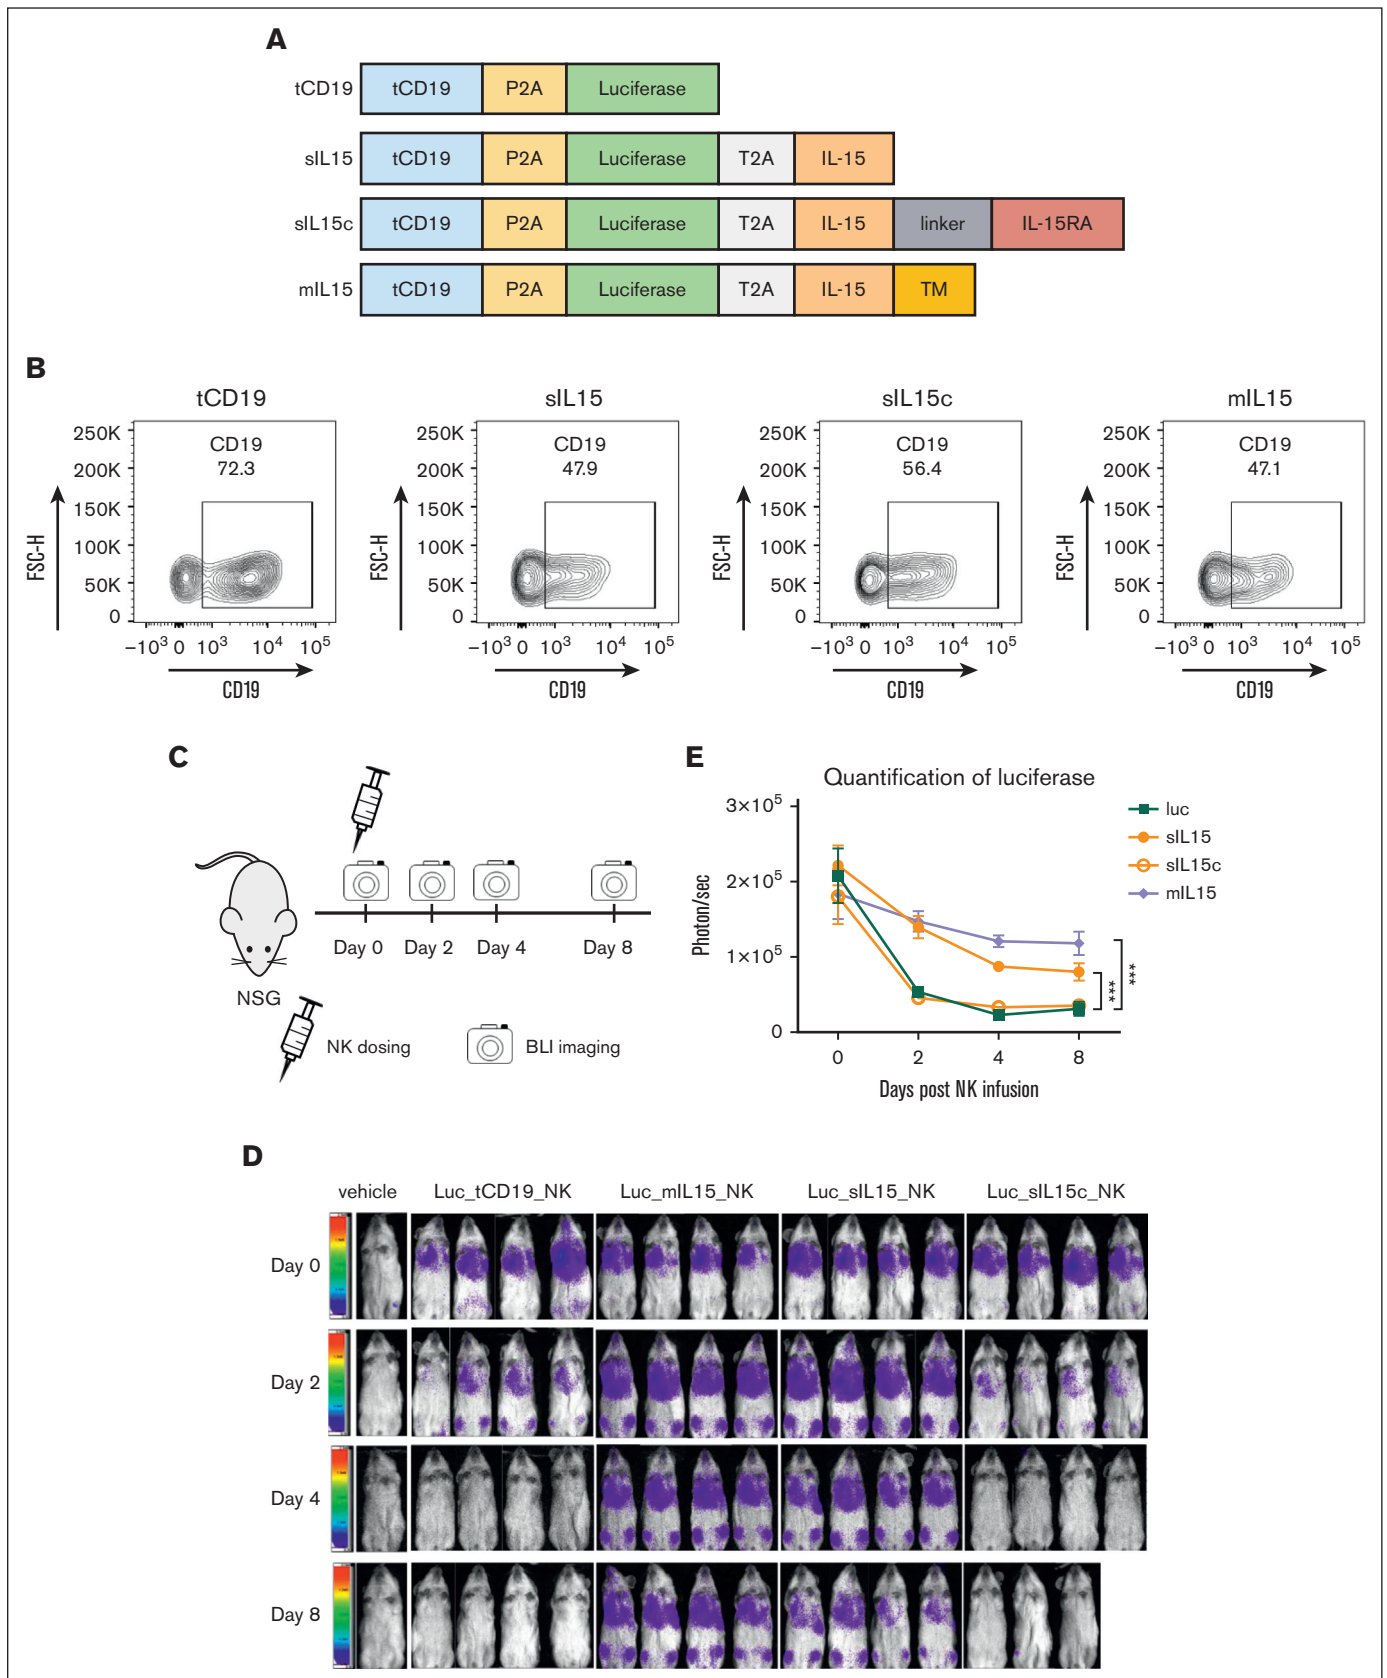 A
tCD19 tCD19 P2A Luciferase
sIL15 tCD19 P2A Luciferase T2A IL-15
sIL15c tCD19 P2A Luciferase T2A IL-15 linker IL-15RA
mIL15 tCD19 P2A Luciferase T2A IL-15 TM
B
tCD19
CD19
72.3
250K
200K
150K
100K
50K
0
FSC-H
−10³ 0 10³ 10⁴ 10⁵
CD19
sIL15
CD19
47.9
250K
200K
150K
100K
50K
0
FSC-H
−10³ 0 10³ 10⁴ 10⁵
CD19
sIL15c
CD19
56.4
250K
200K
150K
100K
50K
0
FSC-H
−10³ 0 10³ 10⁴ 10⁵
CD19
mIL15
CD19
47.1
250K
200K
150K
100K
50K
0
FSC-H
−10³ 0 10³ 10⁴ 10⁵
CD19
C
Day 0 Day 2 Day 4 Day 8
NSG
NK dosing BLI imaging
E
Quantification of luciferase
3×10⁵
2×10⁵
1×10⁵
0
Photon/sec
0 2 4 8
Days post NK infusion
luc
sIL15
sIL15c
mIL15
***
***
D
vehicle Luc_tCD19_NK Luc_mIL15_NK Luc_sIL15_NK Luc_sIL15c_NK
Day 0
Day 2
Day 4
Day 8